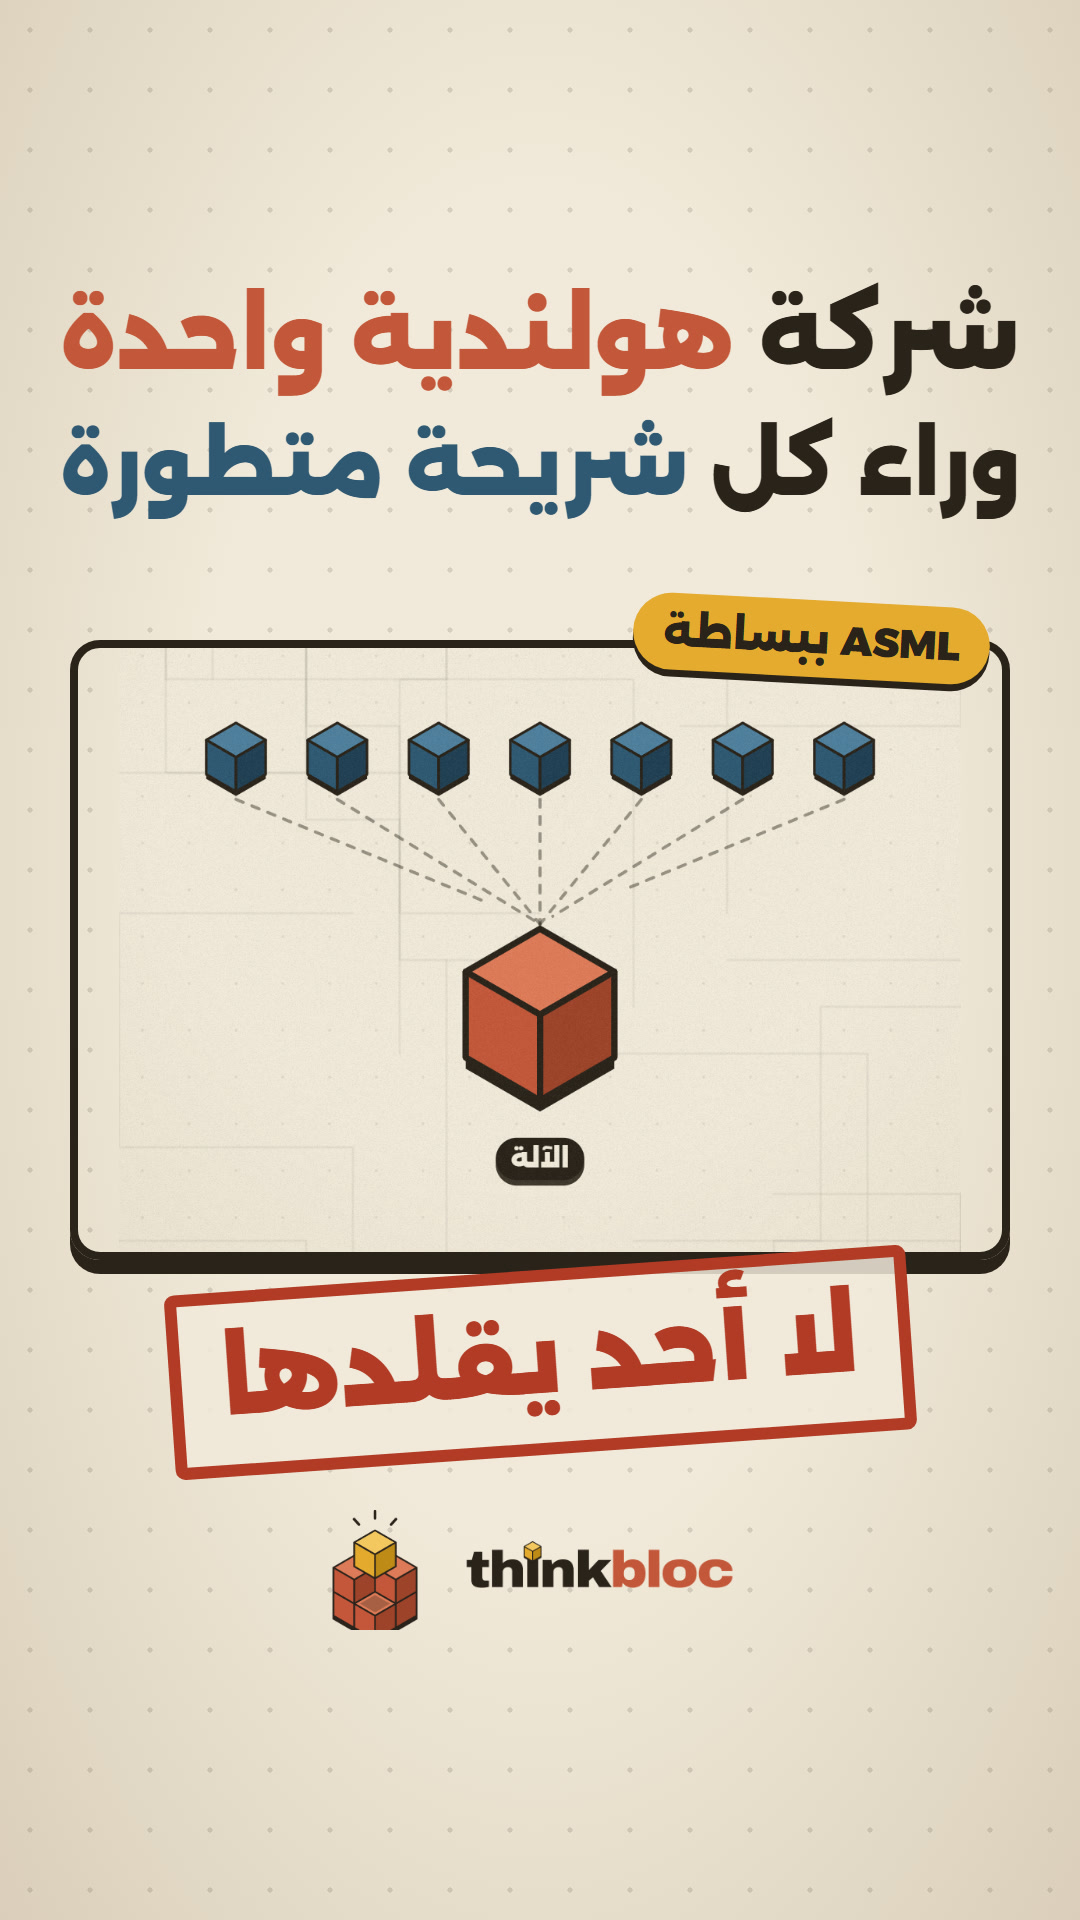 شركة هولندية واحدة
وراء كل شريحة متطورة
ASML ببساطة
الآلة
لا أحد يقلدها
thinkbloc